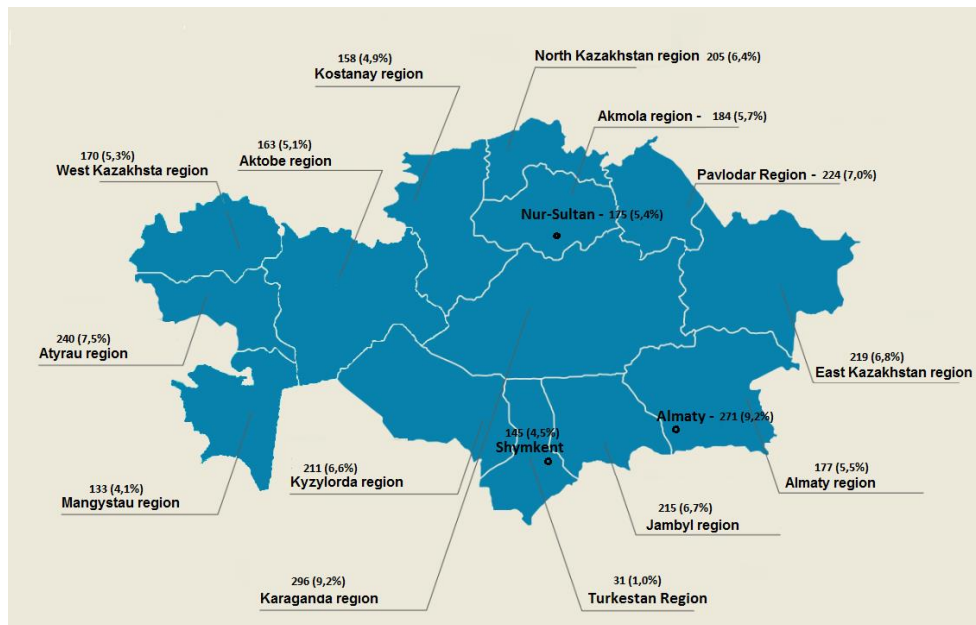 158 (4,9%)
Kostanay region
North Kazakhstan region 205 (6,4%)
Akmola region - 184 (5,7%)
170 (5,3%)
West Kazakhsta region
163 (5,1%)
Aktobe region
Pavlodar Region - 224 (7,0%)
Nur-Sultan - 175 (5,4%)
240 (7,5%)
Atyrau region
219 (6,8%)
East Kazakhstan region
145 (4,5%)
Shymkent
Almaty - 271 (9,2%)
133 (4,1%)
Mangystau region
211 (6,6%)
Kyzylorda region
177 (5,5%)
Almaty region
215 (6,7%)
Jambyl region
296 (9,2%)
Karaganda region
31 (1,0%)
Turkestan Region